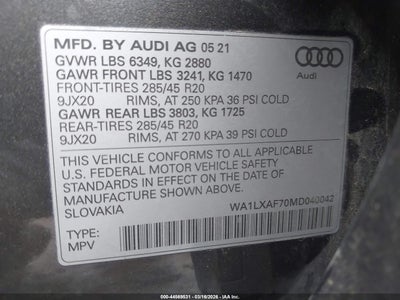 MFD. BY AUDI AG 05 21
GVWR LBS 6349, KG 2880
GAWR FRONT LBS 3241, KG 1470
FRONT-TIRES 285/45 R20
9JX20 RIMS, AT 250 KPA 36 PSI COLD
GAWR REAR LBS 3803, KG 1725
REAR-TIRES 285/45 R20
9JX20 RIMS, AT 270 KPA 39 PSI COLD
Audi
THIS VEHICLE CONFORMS TO ALL APPLICABLE
U.S. FEDERAL MOTOR VEHICLE SAFETY
STANDARDS IN EFFECT ON THE DATE OF
MANUFACTURE SHOWN ABOVE.
SLOVAKIA
WA1LXAF70MD040042
TYPE:
MPV
000-44569531 - 03/18/2026 - IAAI.COM